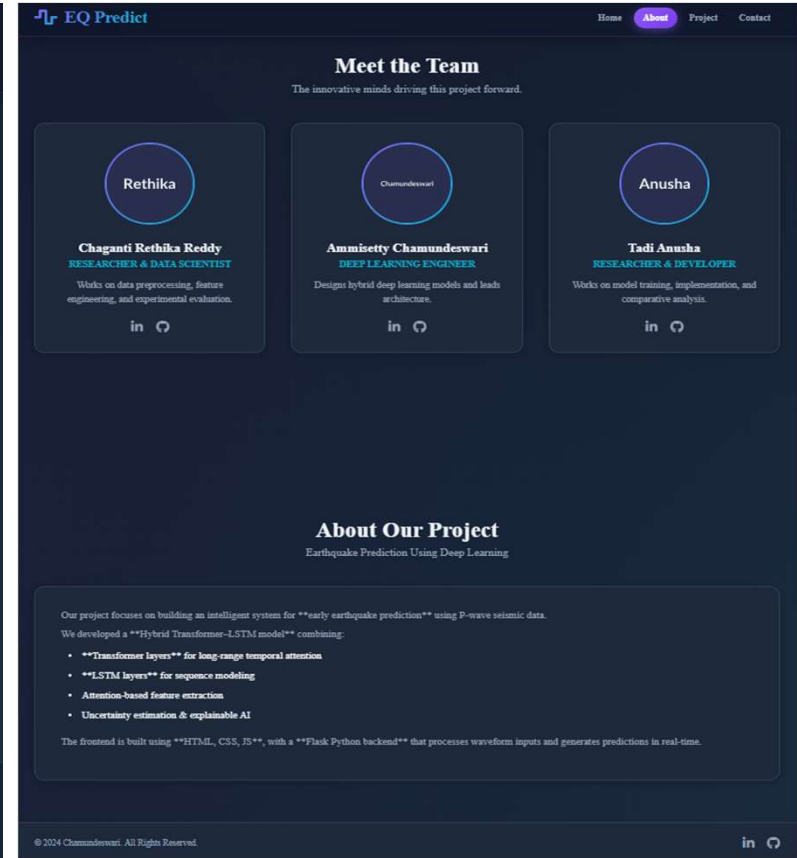 EQ Predict
Home About Project Contact
Meet the Team
The innovative minds driving this project forward.
Rethika
Chaganti Rethika Reddy
RESEARCHER & DATA SCIENTIST
Works on data preprocessing, feature
engineering, and experimental evaluation.
Chamundeswari
Ammisetty Chamundeswari
DEEP LEARNING ENGINEER
Designs hybrid deep learning models and leads
architecture.
Anusha
Tadi Anusha
RESEARCHER & DEVELOPER
Works on model training, implementation, and
comparative analysis.
About Our Project
Earthquake Prediction Using Deep Learning
Our project focuses on building an intelligent system for **early earthquake prediction** using P-wave seismic data.
We developed a **Hybrid Transformer–LSTM model** combining:
• **Transformer layers** for long-range temporal attention
• **LSTM layers** for sequence modeling
• Attention-based feature extraction
• Uncertainty estimation & explainable AI
The frontend is built using **HTML, CSS, JS**, with a **Flask Python backend** that processes waveform inputs and generates predictions in real-time.
© 2024 Chamundeswari. All Rights Reserved.